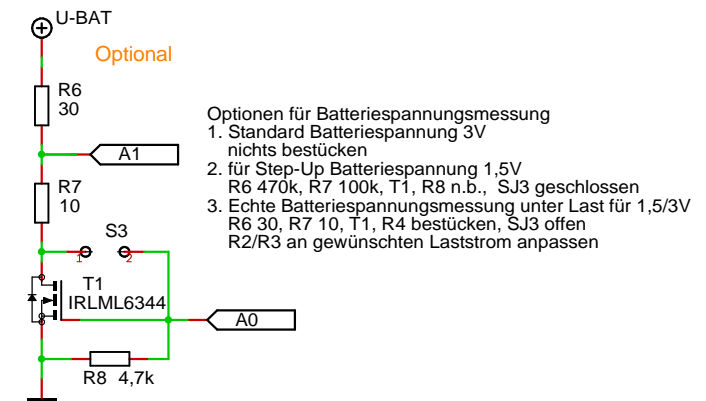 U-BAT
Optional
R6
30
A1
R7
10
S3
1
2
T1
IRLML6344
A0
R8 4,7k
Optionen für Batteriespannungsmessung
1. Standard Batteriespannung 3V
nichts bestücken
2. für Step-Up Batteriespannung 1,5V
R6 470k, R7 100k, T1, R8 n.b., SJ3 geschlossen
3. Echte Batteriespannungsmessung unter Last für 1,5/3V
R6 30, R7 10, T1, R4 bestücken, SJ3 offen
R2/R3 an gewünschten Laststrom anpassen